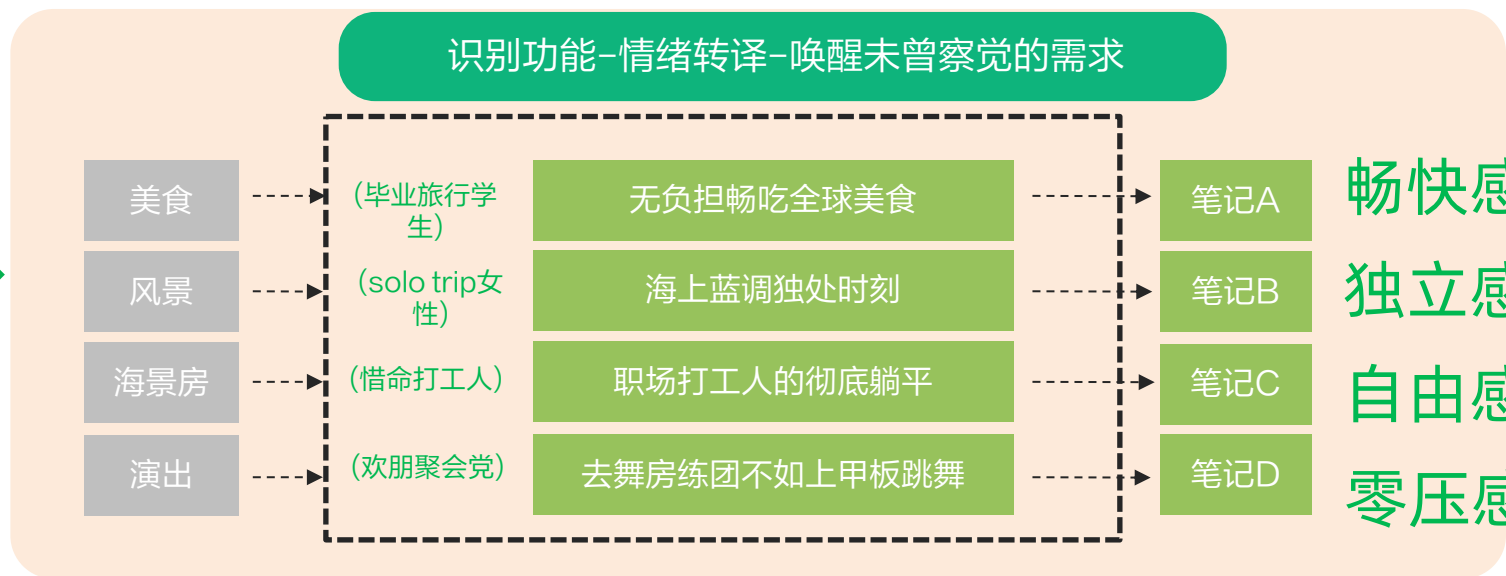 识别功能-情绪转译-唤醒未曾察觉的需求
美食
(毕业旅行学
生)
无负担畅吃全球美食
笔记A
畅快感
风景
(solo trip女
性)
海上蓝调独处时刻
笔记B
独立感
海景房
(惜命打工人)
职场打工人的彻底躺平
笔记C
自由感
演出
(欢朋聚会党)
去舞房练团不如上甲板跳舞
笔记D
零压感